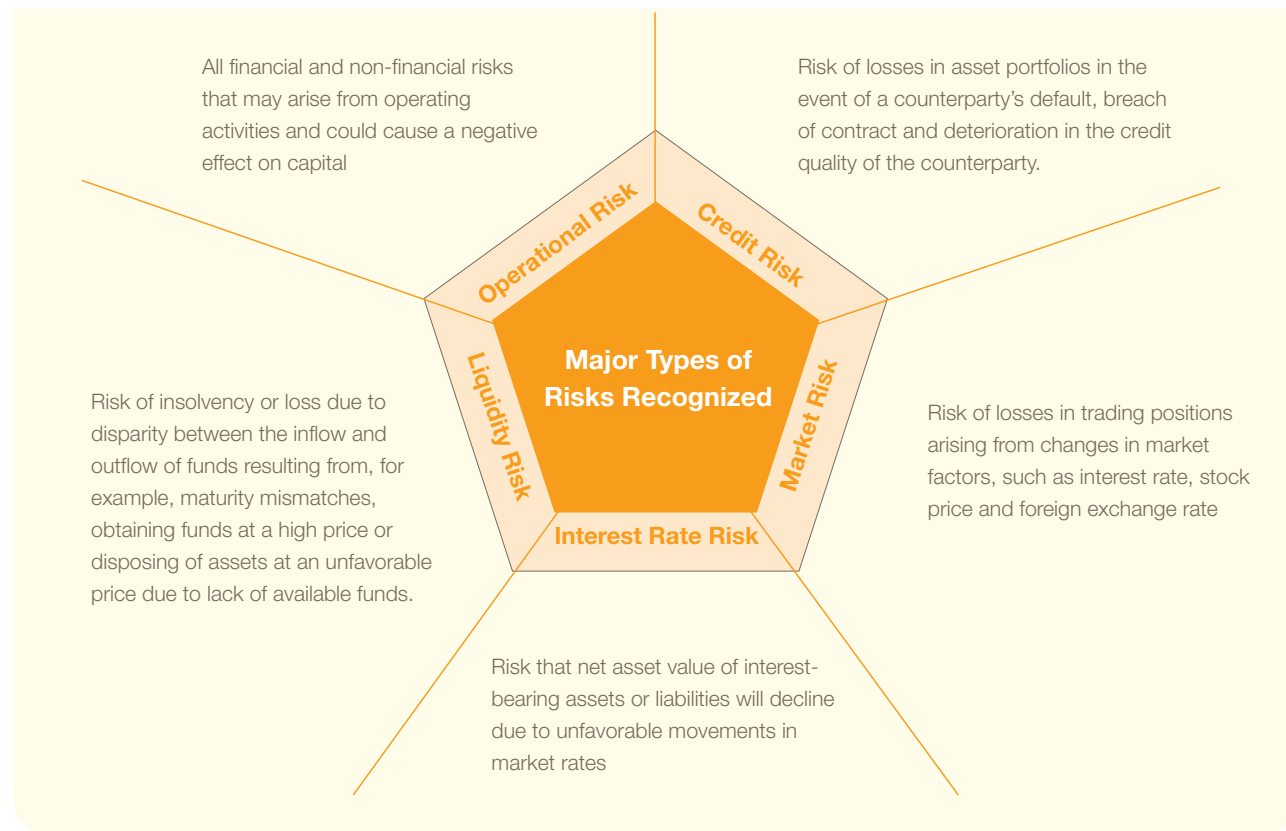 All financial and non-financial risks
that may arise from operating
activities and could cause a negative
effect on capital
Risk of losses in asset portfolios in the
event of a counterparty’s default, breach
of contract and deterioration in the credit
quality of the counterparty.
Operational Risk
Credit Risk
Major Types of
Risks Recognized
Liquidity Risk
Market Risk
Interest Rate Risk
Risk of insolvency or loss due to
disparity between the inflow and
outflow of funds resulting from, for
example, maturity mismatches,
obtaining funds at a high price or
disposing of assets at an unfavorable
price due to lack of available funds.
Risk of losses in trading positions
arising from changes in market
factors, such as interest rate, stock
price and foreign exchange rate
Risk that net asset value of interest-
bearing assets or liabilities will decline
due to unfavorable movements in
market rates